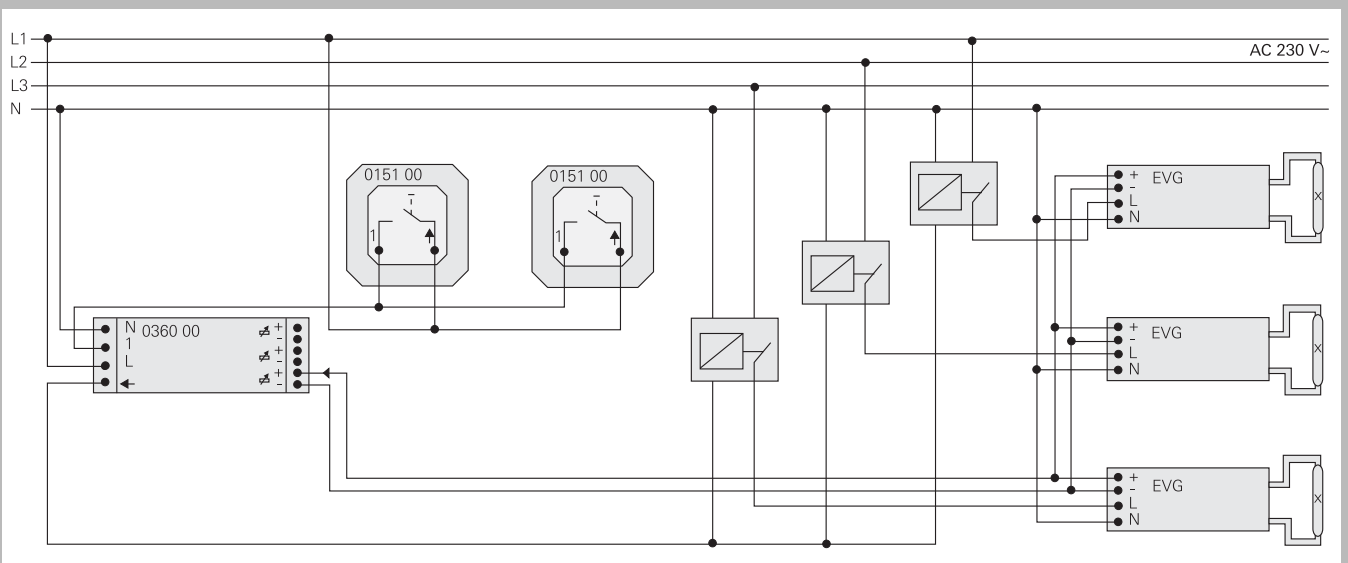 L1
AC 230 V~
L2
L3
N
0151 00
1
0151 00
1
+ EVG
-
L
N
X
N 0360 00
1
L
+
-
+
-
+
-
+ EVG
-
L
N
X
+ EVG
-
L
N
X